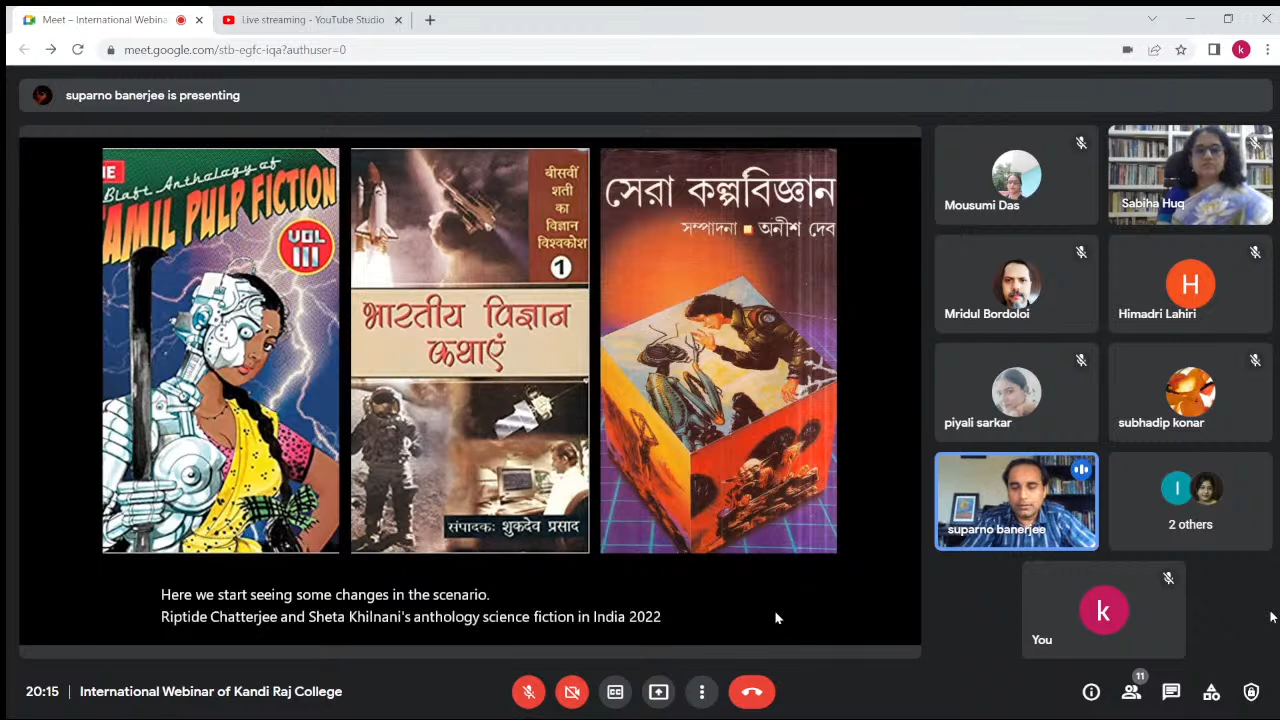 Meet – International Webina
Live streaming - YouTube Studio
meet.google.com/stb-egfc-iqa?authuser=0
k
suparno banerjee is presenting
NE
Blaft Anthology of
TAMIL PULP FICTION
VOL
III
बीसवीं
शती
का
विज्ञान
विश्वकोश
1
भारतीय विज्ञान
कथाएं
संपादक: शुकदेव प्रसाद
সেরা কল্পবিজ্ঞান
সম্পাদনা অনীশ দেব
Here we start seeing some changes in the scenario.
Riptide Chatterjee and Sheta Khilnani's anthology science fiction in India 2022
Mousumi Das
Sabiha Huq
Mridul Bordoloi
H
Himadri Lahiri
piyali sarkar
subhadip konar
suparno banerjee
I
2 others
k
You
20:15 | International Webinar of Kandi Raj College
11